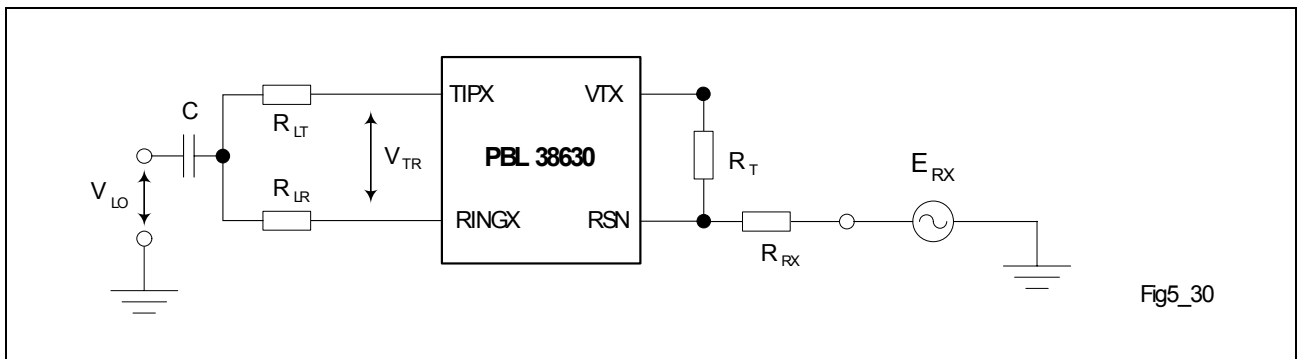 TIPX
VTX
C
R LT
V TR
PBL 38630
R T
E RX
V LO
R LR
RINGX
RSN
R RX
Fig5_30